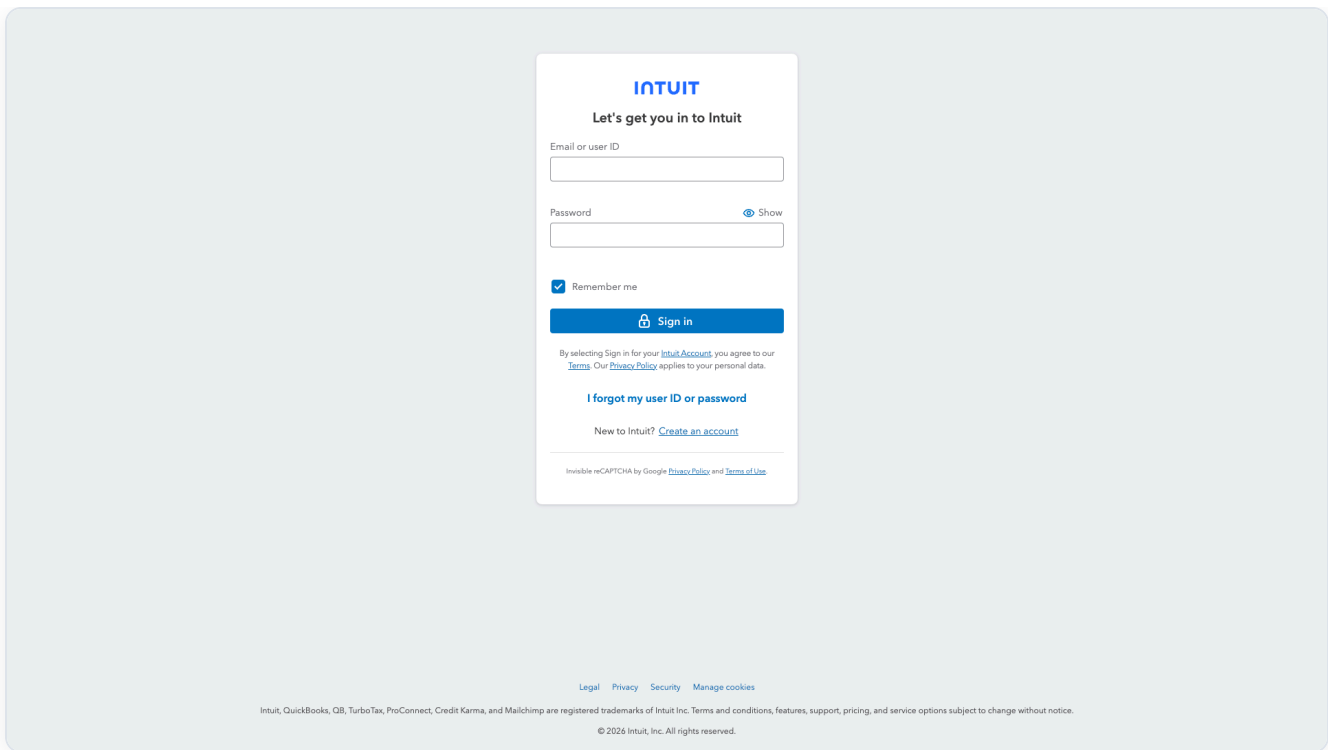 INTUIT
Let's get you in to Intuit
Email or user ID
Password
Show
Remember me
Sign in
By selecting Sign in for your Intuit Account, you agree to our
Terms. Our Privacy Policy applies to your personal data.
I forgot my user ID or password
New to Intuit? Create an account
Invisible reCAPTCHA by Google Privacy Policy and Terms of Use.
Legal Privacy Security Manage cookies
Intuit, QuickBooks, QB, TurboTax, ProConnect, Credit Karma, and Mailchimp are registered trademarks of Intuit Inc. Terms and conditions, features, support, pricing, and service options subject to change without notice.
© 2026 Intuit, Inc. All rights reserved.